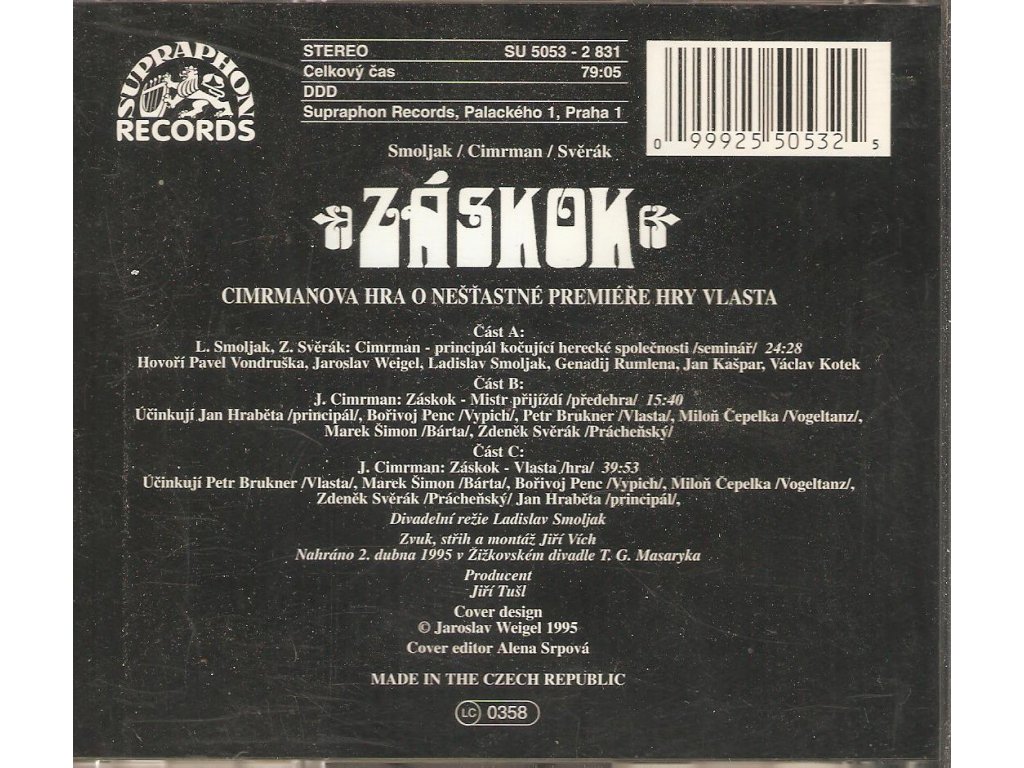 SUPRAPHON
RECORDS
STEREO SU 5053 - 2 831
Celkový čas 79:05
DDD
Supraphon Records, Palackého 1, Praha 1
0 99925 50532 5
Smoljak / Cimrman / Svěrák
ZÁSKOK
CIMRMANOVA HRA O NEŠŤASTNÉ PREMIÉŘE HRY VLASTA
Část A:
L. Smoljak, Z. Svěrák: Cimrman - principál kočující herecké společnosti /seminář/ 24:28
Hovoří Pavel Vondruška, Jaroslav Weigel, Ladislav Smoljak, Genadij Rumlena, Jan Kašpar, Václav Kotek
Část B:
J. Cimrman: Záskok - Mistr přijíždí /předehra/ 15:40
Účinkují Jan Hraběta /principál/, Bořivoj Penc /Vypich/, Petr Brukner /Vlasta/, Miloň Čepelka /Vogeltanz/,
Marek Šimon /Bárta/, Zdeněk Svěrák /Prácheňský/
Část C:
J. Cimrman: Záskok - Vlasta /hra/ 39:53
Účinkují Petr Brukner /Vlasta/, Marek Šimon /Bárta/, Bořivoj Penc /Vypich/, Miloň Čepelka /Vogeltanz/,
Zdeněk Svěrák /Prácheňský/ Jan Hraběta /principál/,
Divadelní režie Ladislav Smoljak
Zvuk, střih a montáž Jiří Vích
Nahráno 2. dubna 1995 v Žižkovském divadle T. G. Masaryka
Producent
Jiří Tušl
Cover design
© Jaroslav Weigel 1995
Cover editor Alena Srpová
MADE IN THE CZECH REPUBLIC
LC 0358